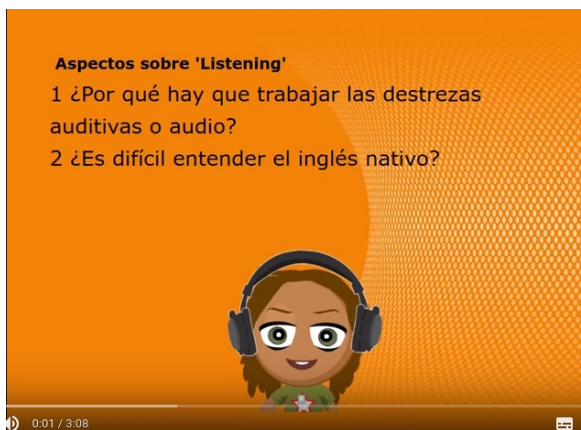 Aspectos sobre 'Listening'
1 ¿Por qué hay que trabajar las destrezas
auditivas o audio?
2 ¿Es difícil entender el inglés nativo?
0:01 / 3:08